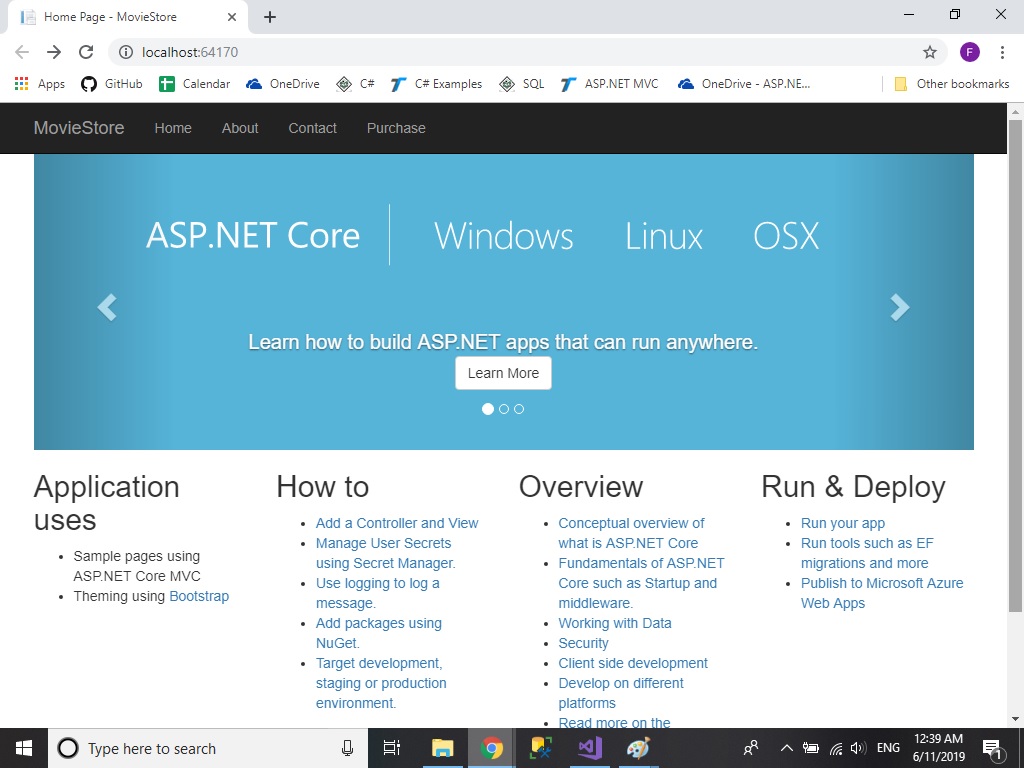 Home Page - MovieStore
localhost:64170
F
Apps GitHub Calendar OneDrive C# C# Examples SQL ASP.NET MVC OneDrive - ASP.NE... Other bookmarks
MovieStore Home About Contact Purchase
ASP.NET Core Windows Linux OSX
Learn how to build ASP.NET apps that can run anywhere.
Learn More
Application
uses
Sample pages using
ASP.NET Core MVC
Theming using Bootstrap
How to
Add a Controller and View
Manage User Secrets
using Secret Manager.
Use logging to log a
message.
Add packages using
NuGet.
Target development,
staging or production
environment.
Overview
Conceptual overview of
what is ASP.NET Core
Fundamentals of ASP.NET
Core such as Startup and
middleware.
Working with Data
Security
Client side development
Develop on different
platforms
Read more on the
Run & Deploy
Run your app
Run tools such as EF
migrations and more
Publish to Microsoft Azure
Web Apps
Type here to search
ENG
12:39 AM
6/11/2019
1